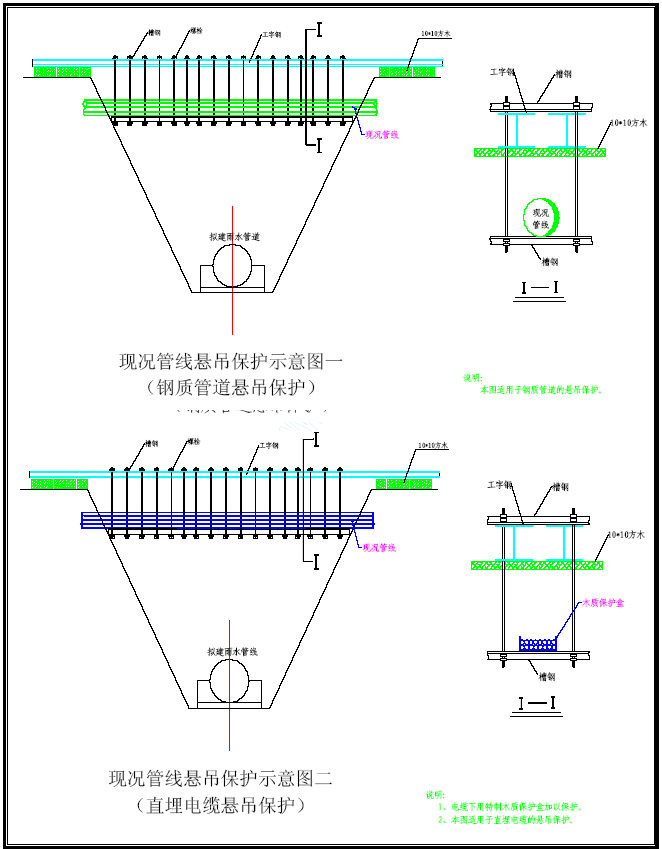 槽钢 螺栓 工字钢 I 10*10方木
现况管线
I
拟建雨水管道
工字钢 槽钢
10*10方木
现况
管线
槽钢
I — I
现况管线悬吊保护示意图一
（钢质管道悬吊保护）
说明:
本图适用于钢质管道的悬吊保护。
槽钢 螺栓 工字钢 I 10*10方木
现况管线
I
拟建雨水管线
工字钢 槽钢
10*10方木
木质保护盒
槽钢
I — I
现况管线悬吊保护示意图二
（直埋电缆悬吊保护）
说明:
1、电缆下用特制木质保护盒加以保护。
2、本图适用于直埋电缆的悬吊保护。